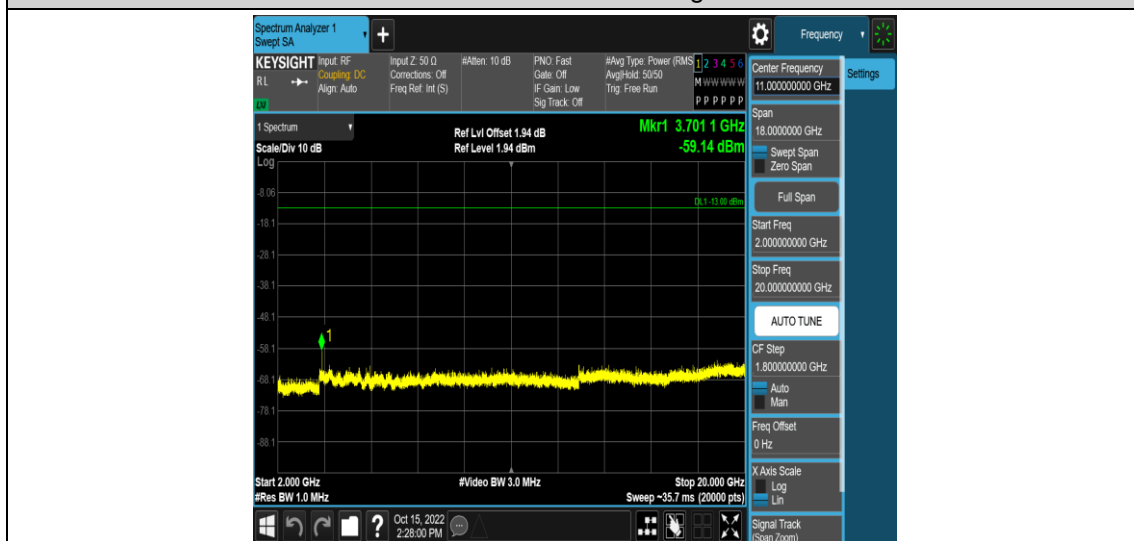 Spectrum Analyzer 1
Swept SA
Frequency
KEYSIGHT
RL
LXI
Input: RF
Coupling: DC
Align: Auto
Input Z: 50 Ω
Corrections: Off
Freq Ref: Int (S)
#Atten: 10 dB
PNO: Fast
Gate: Off
IF Gain: Low
Sig Track: Off
#Avg Type: Power (RMS
Avg|Hold: 50/50
Trig: Free Run
1 2 3 4 5 6
M W W W W W
P P P P P P
Center Frequency
11.000000000 GHz
Settings
1 Spectrum
Scale/Div 10 dB
Ref Lvl Offset 1.94 dB
Ref Level 1.94 dBm
Mkr1 3.701 1 GHz
-59.14 dBm
Log
-8.06
-18.1
-28.1
-38.1
-48.1
-58.1
-68.1
-78.1
-88.1
DL1 -13.00 dBm
1
Span
18.0000000 GHz
Swept Span
Zero Span
Full Span
Start Freq
2.000000000 GHz
Stop Freq
20.000000000 GHz
AUTO TUNE
CF Step
1.800000000 GHz
Auto
Man
Freq Offset
0 Hz
X Axis Scale
Log
Lin
Signal Track
(Span Zoom)
Start 2.000 GHz
#Res BW 1.0 MHz
#Video BW 3.0 MHz
Stop 20.000 GHz
Sweep ~35.7 ms (20000 pts)
?
Oct 15, 2022
2:28:00 PM